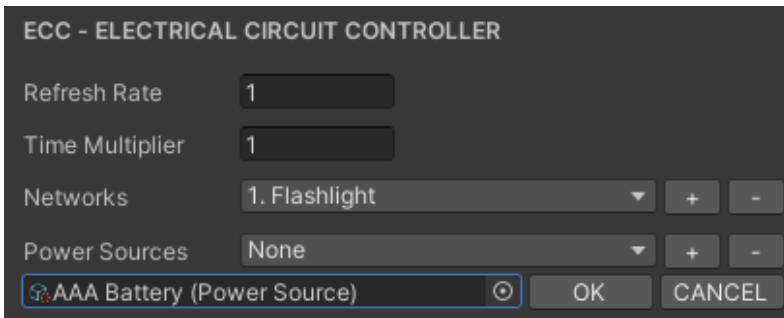 ECC - ELECTRICAL CIRCUIT CONTROLLER
Refresh Rate 1
Time Multiplier 1
Networks 1. Flashlight + -
Power Sources None + -
AAA Battery (Power Source) OK CANCEL